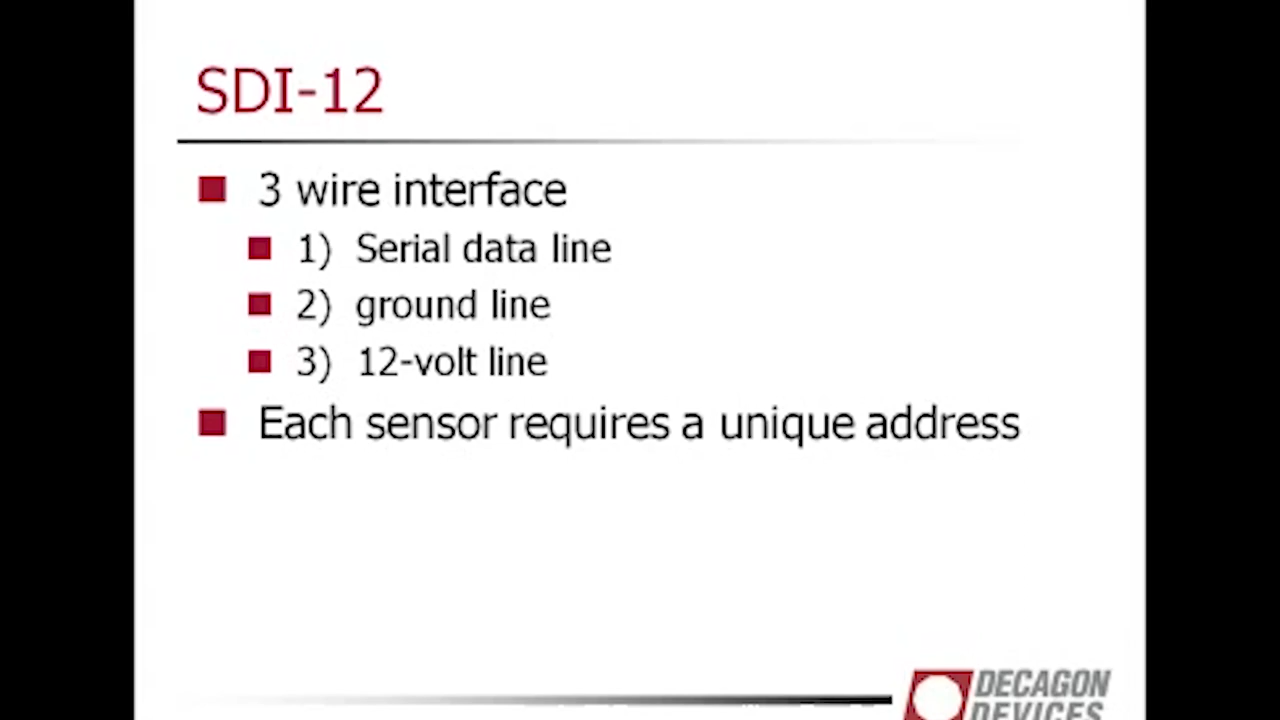 SDI-12
3 wire interface
1) Serial data line
2) ground line
3) 12-volt line
Each sensor requires a unique address
DECAGON
DEVICES